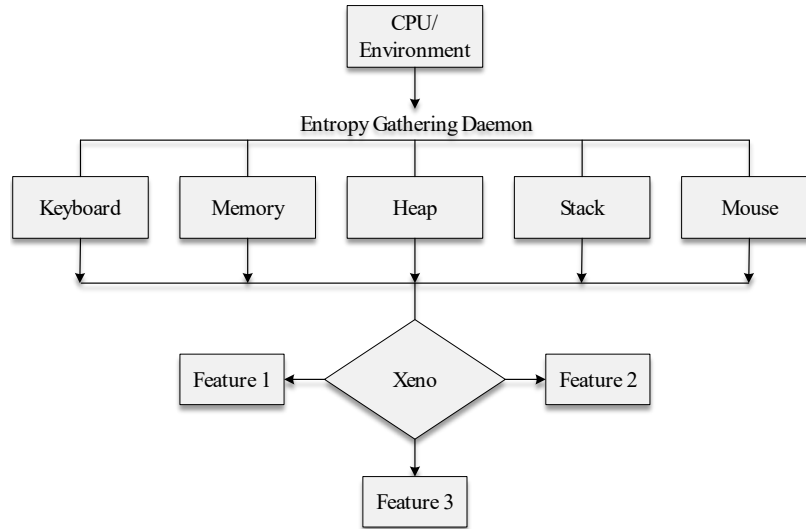 CPU/
Environment
Entropy Gathering Daemon
Keyboard
Memory
Heap
Stack
Mouse
Feature 1
Xeno
Feature 2
Feature 3